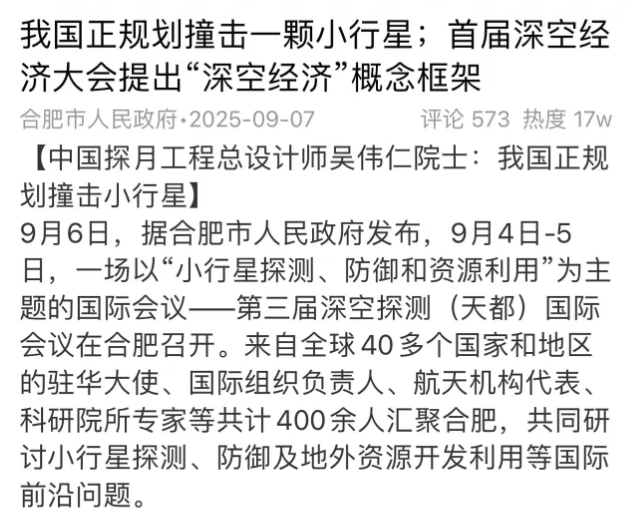 我国正规划撞击一颗小行星；首届深空经
济大会提出“深空经济”概念框架
合肥市人民政府•2025-09-07 评论 573 热度 17w
【中国探月工程总设计师吴伟仁院士：我国正规
划撞击小行星】
9月6日，据合肥市人民政府发布，9月4日-5
日，一场以“小行星探测、防御和资源利用”为主
题的国际会议——第三届深空探测（天都）国际
会议在合肥召开。来自全球40多个国家和地区
的驻华大使、国际组织负责人、航天机构代表、
科研院所专家等共计400余人汇聚合肥，共同研
讨小行星探测、防御及地外资源开发利用等国际
前沿问题。